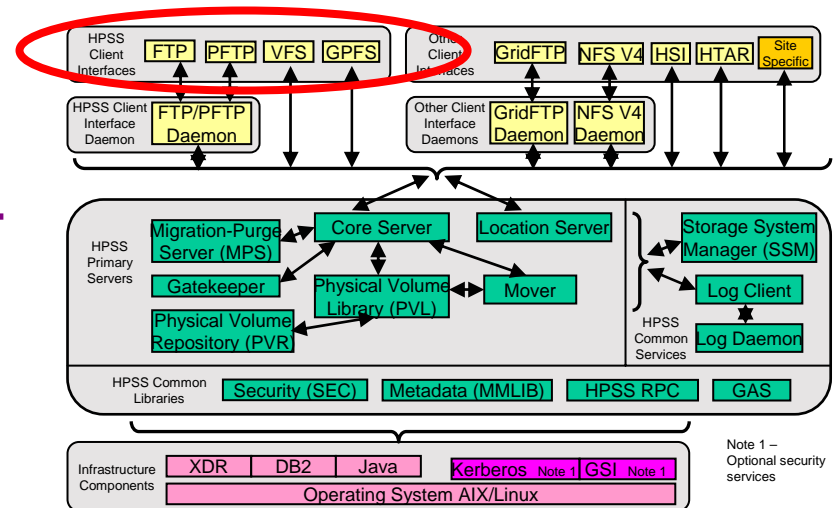 HPSS
Client
Interfaces
FTP
PFTP
VFS
GPFS
Other
Client
Interfaces
GridFTP
NFS V4
HSI
HTAR
Site
Specific
HPSS Client
Interface
Daemon
FTP/PFTP
Daemon
Other Client
Interface
Daemons
GridFTP
Daemon
NFS V4
Daemon
HPSS
Primary
Servers
Migration-Purge
Server (MPS)
Core Server
Location Server
Gatekeeper
Physical Volume
Library (PVL)
Mover
Physical Volume
Repository (PVR)
Storage System
Manager (SSM)
Log Client
HPSS
Common
Services
Log Daemon
HPSS Common
Libraries
Security (SEC)
Metadata (MMLIB)
HPSS RPC
GAS
Infrastructure
Components
XDR
DB2
Java
Kerberos Note 1
GSI Note 1
Operating System AIX/Linux
Note 1 –
Optional security
services